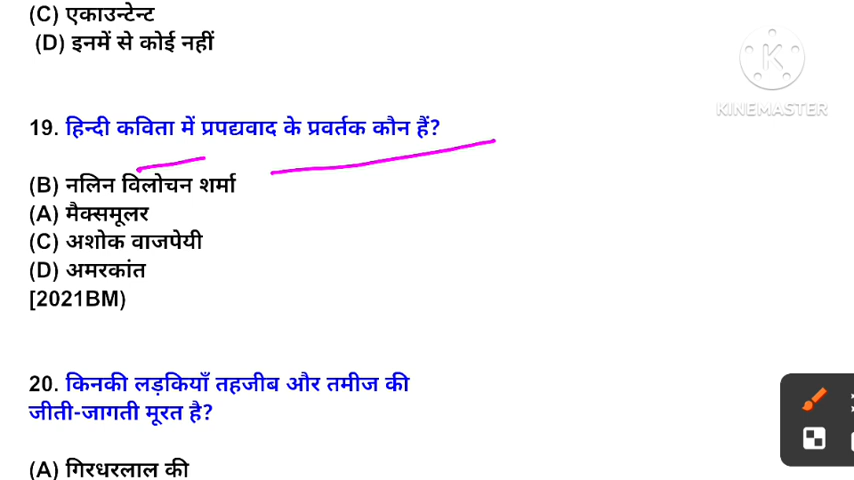 (C) एकाउन्टेन्ट
(D) इनमें से कोई नहीं
KINEMASTER
19. हिन्दी कविता में प्रपद्यवाद के प्रवर्तक कौन हैं?
(B) नलिन विलोचन शर्मा
(A) मैक्समूलर
(C) अशोक वाजपेयी
(D) अमरकांत
[2021BM)
20. किनकी लड़कियाँ तहजीब और तमीज की
जीती-जागती मूरत है?
(A) गिरधरलाल की